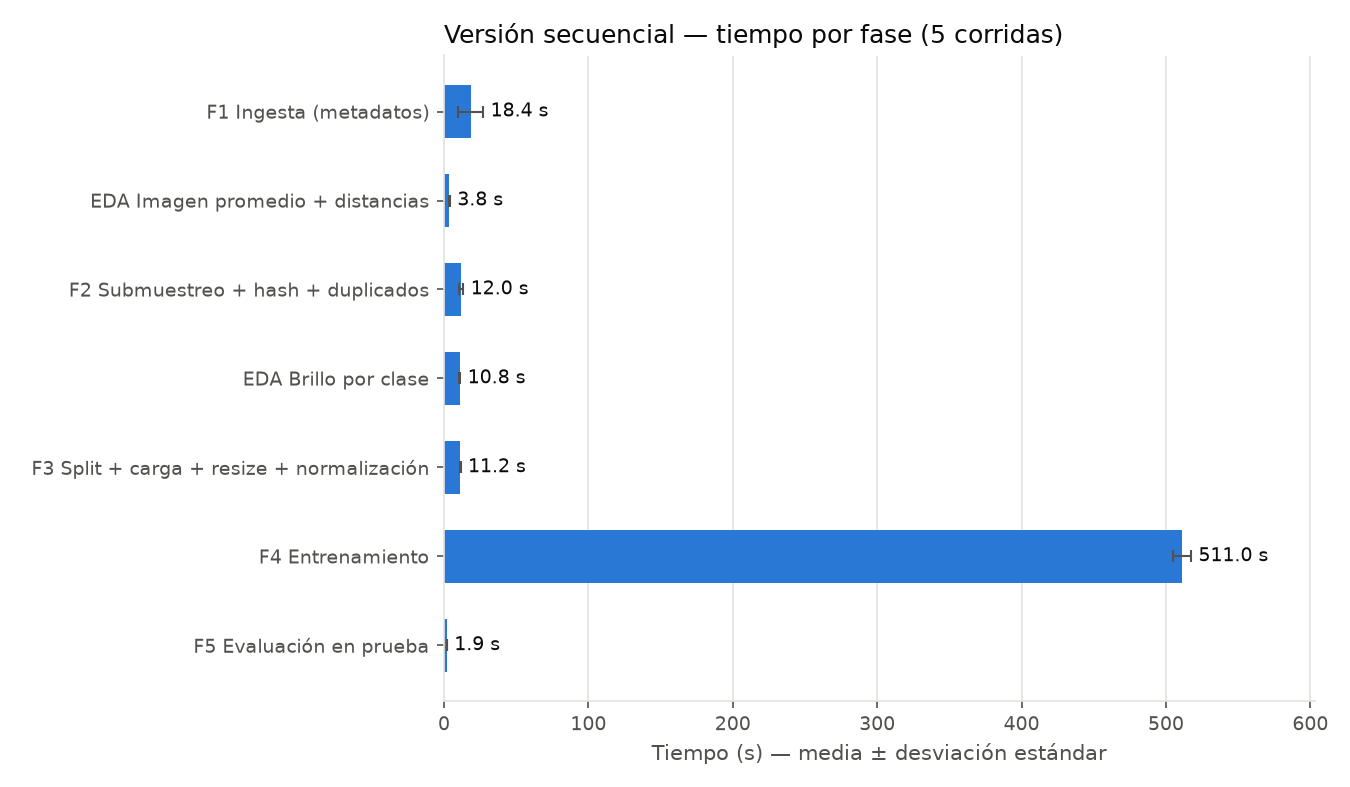 Versión secuencial — tiempo por fase (5 corridas)
F1 Ingesta (metadatos) 18.4 s
EDA Imagen promedio + distancias 3.8 s
F2 Submuestreo + hash + duplicados 12.0 s
EDA Brillo por clase 10.8 s
F3 Split + carga + resize + normalización 11.2 s
F4 Entrenamiento 511.0 s
F5 Evaluación en prueba 1.9 s
0 100 200 300 400 500 600
Tiempo (s) — media ± desviación estándar